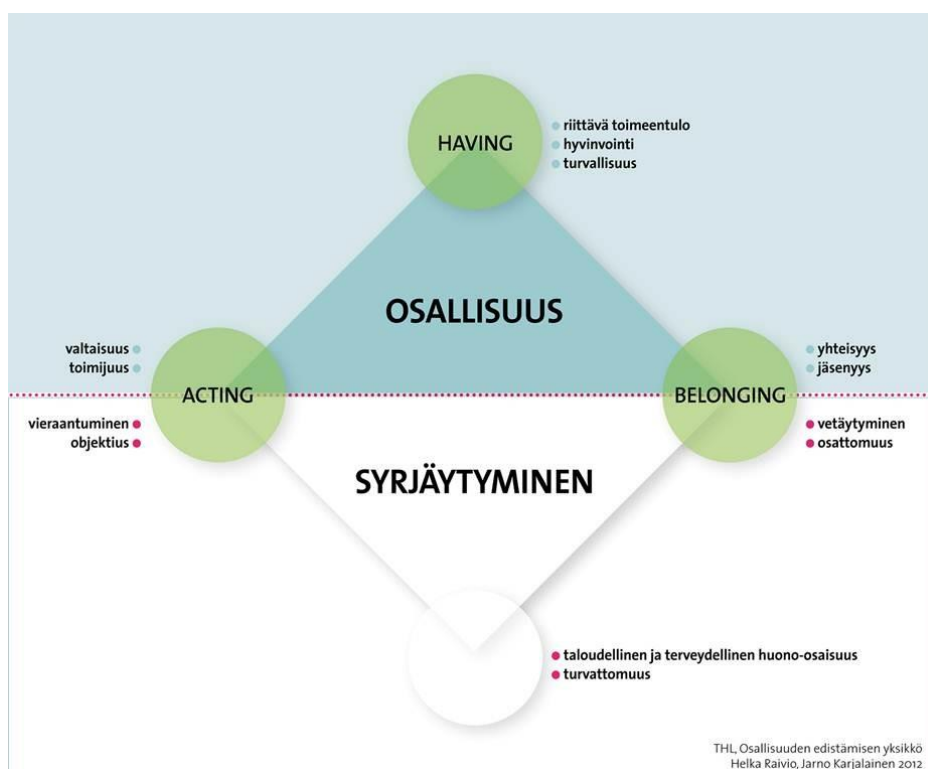 HAVING
riittävä toimeentulo
hyvinvointi
turvallisuus
OSALLISUUS
valtaisuus
toimijuus
yhteisyys
jäsenyys
ACTING
BELONGING
vieraantuminen
objektius
vetäytyminen
osattomuus
SYRJÄYTYMINEN
taloudellinen ja terveydellinen huono-osaisuus
turvattomuus
THL, Osallisuuden edistämisen yksikkö
Helka Raivio, Jarno Karjalainen 2012